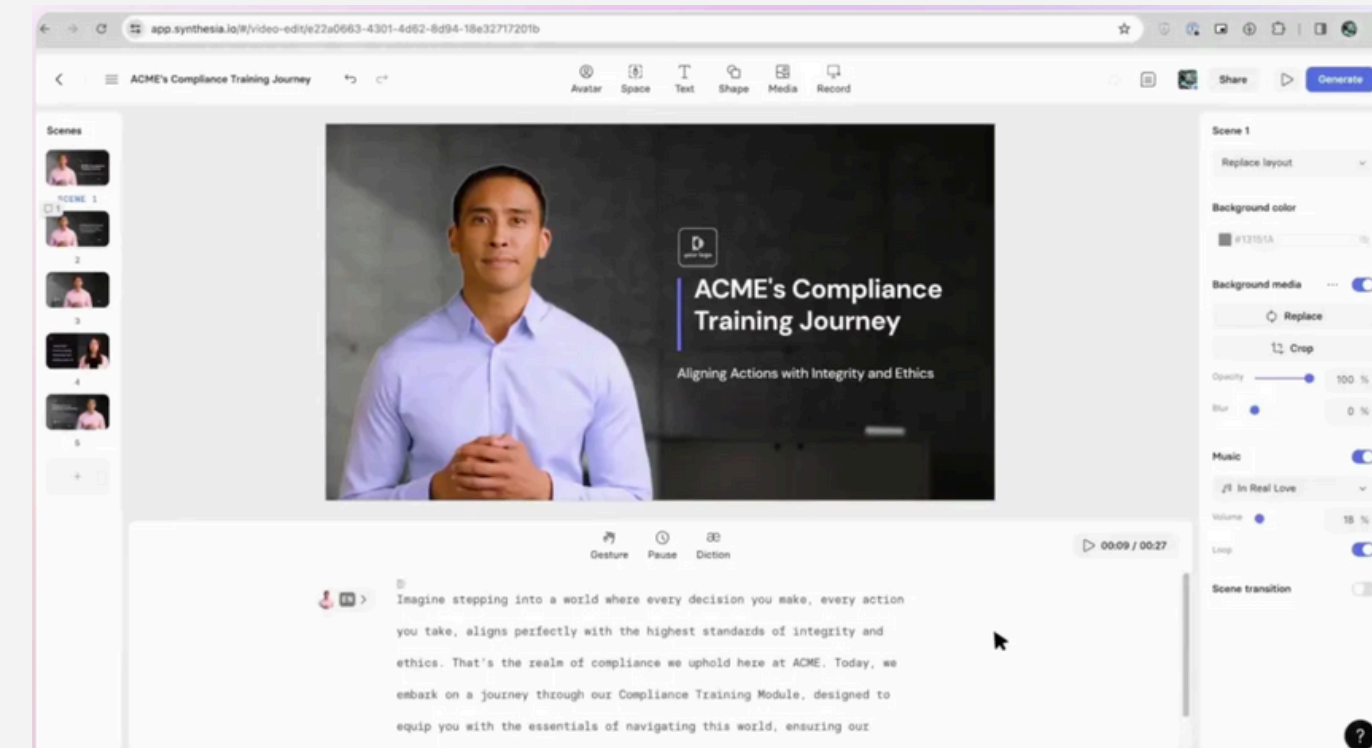 app.synthesia.io/#/video-edit/e22a0663-4301-4d62-8d94-18e32717201b
ACME's Compliance Training Journey
Avatar Space Text Shape Media Record
Share Generate
Scenes
SCENE 1
2
3
4
5
ACME's Compliance
Training Journey
Aligning Actions with Integrity and Ethics
your logo
Scene 1
Replace layout
Background color
#13151A
Background media
Replace
Crop
Opacity 100 %
Blur 0 %
Music
In Real Love
Volume 18 %
Loop
Scene transition
Gesture Pause Diction
00:09 / 00:27
EN
Imagine stepping into a world where every decision you make, every action
you take, aligns perfectly with the highest standards of integrity and
ethics. That's the realm of compliance we uphold here at ACME. Today, we
embark on a journey through our Compliance Training Module, designed to
equip you with the essentials of navigating this world, ensuring our
?